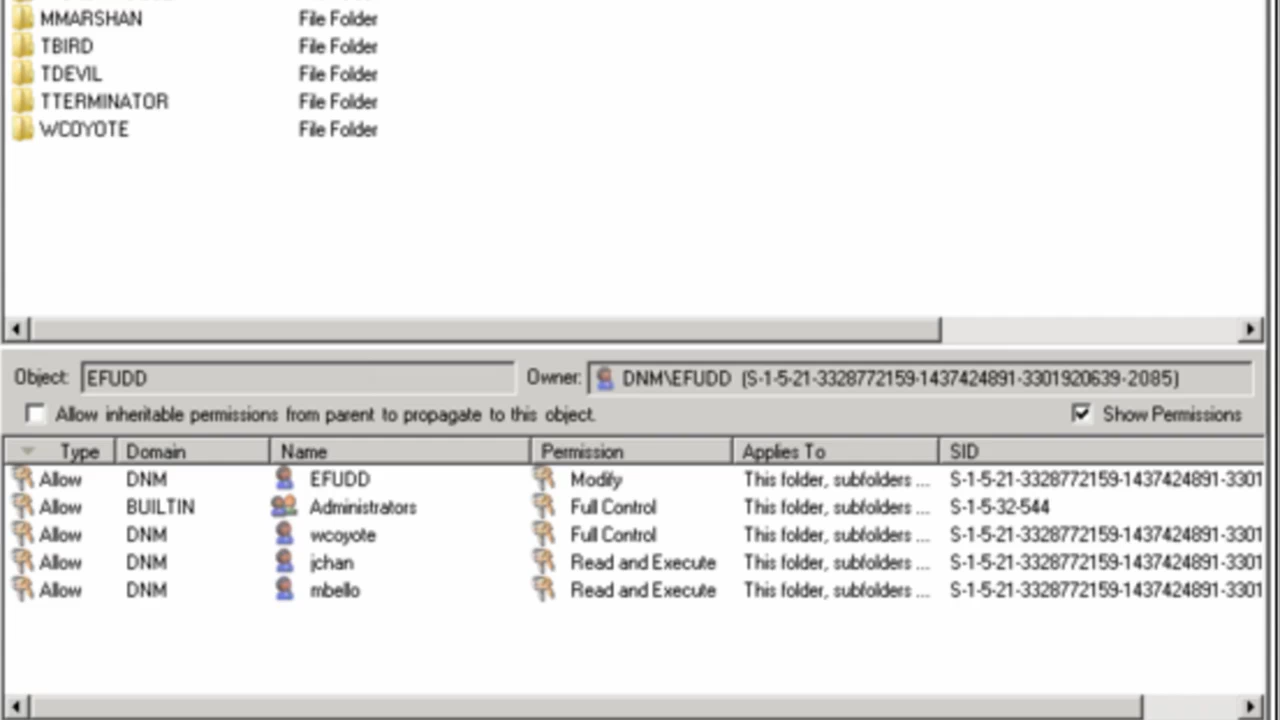 MMARSHAN File Folder
TBIRD File Folder
TDEVIL File Folder
TTERMINATOR File Folder
WCOYOTE File Folder
Object: EFUDD Owner: DNM\EFUDD (S-1-5-21-3328772159-1437424891-3301920639-2085)
Allow inheritable permissions from parent to propagate to this object. Show Permissions
Type Domain Name Permission Applies To SID
Allow DNM EFUDD Modify This folder, subfolders ... S-1-5-21-3328772159-1437424891-3301
Allow BUILTIN Administrators Full Control This folder, subfolders ... S-1-5-32-544
Allow DNM wcoyote Full Control This folder, subfolders ... S-1-5-21-3328772159-1437424891-3301
Allow DNM jchan Read and Execute This folder, subfolders ... S-1-5-21-3328772159-1437424891-3301
Allow DNM mbello Read and Execute This folder, subfolders ... S-1-5-21-3328772159-1437424891-3301